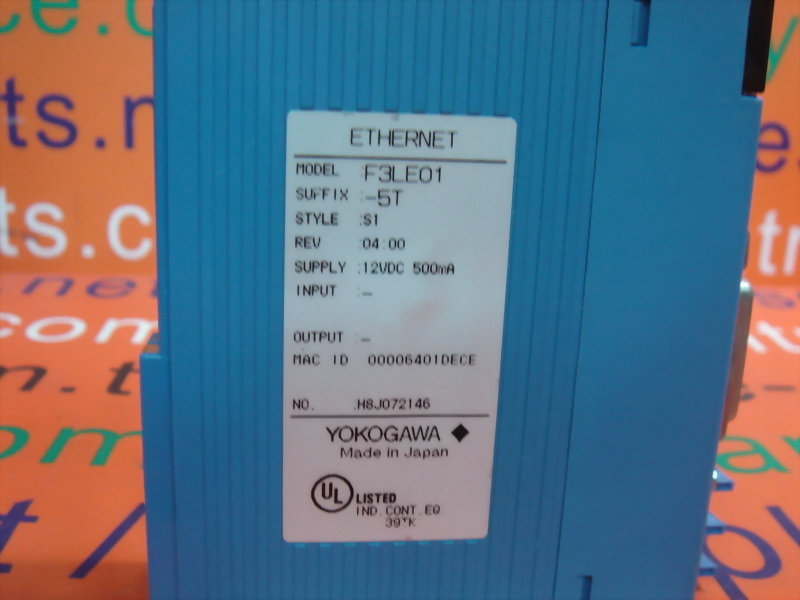 ETHERNET
MODEL :F3LE01
SUFFIX :-5T
STYLE :S1
REV :04:00
SUPPLY :12VDC 500mA
INPUT :-
OUTPUT :-
MAC ID 00006401DECE
NO. :H8J072146
YOKOGAWA
Made in Japan
UL LISTED
IND. CONT. EQ
39TK